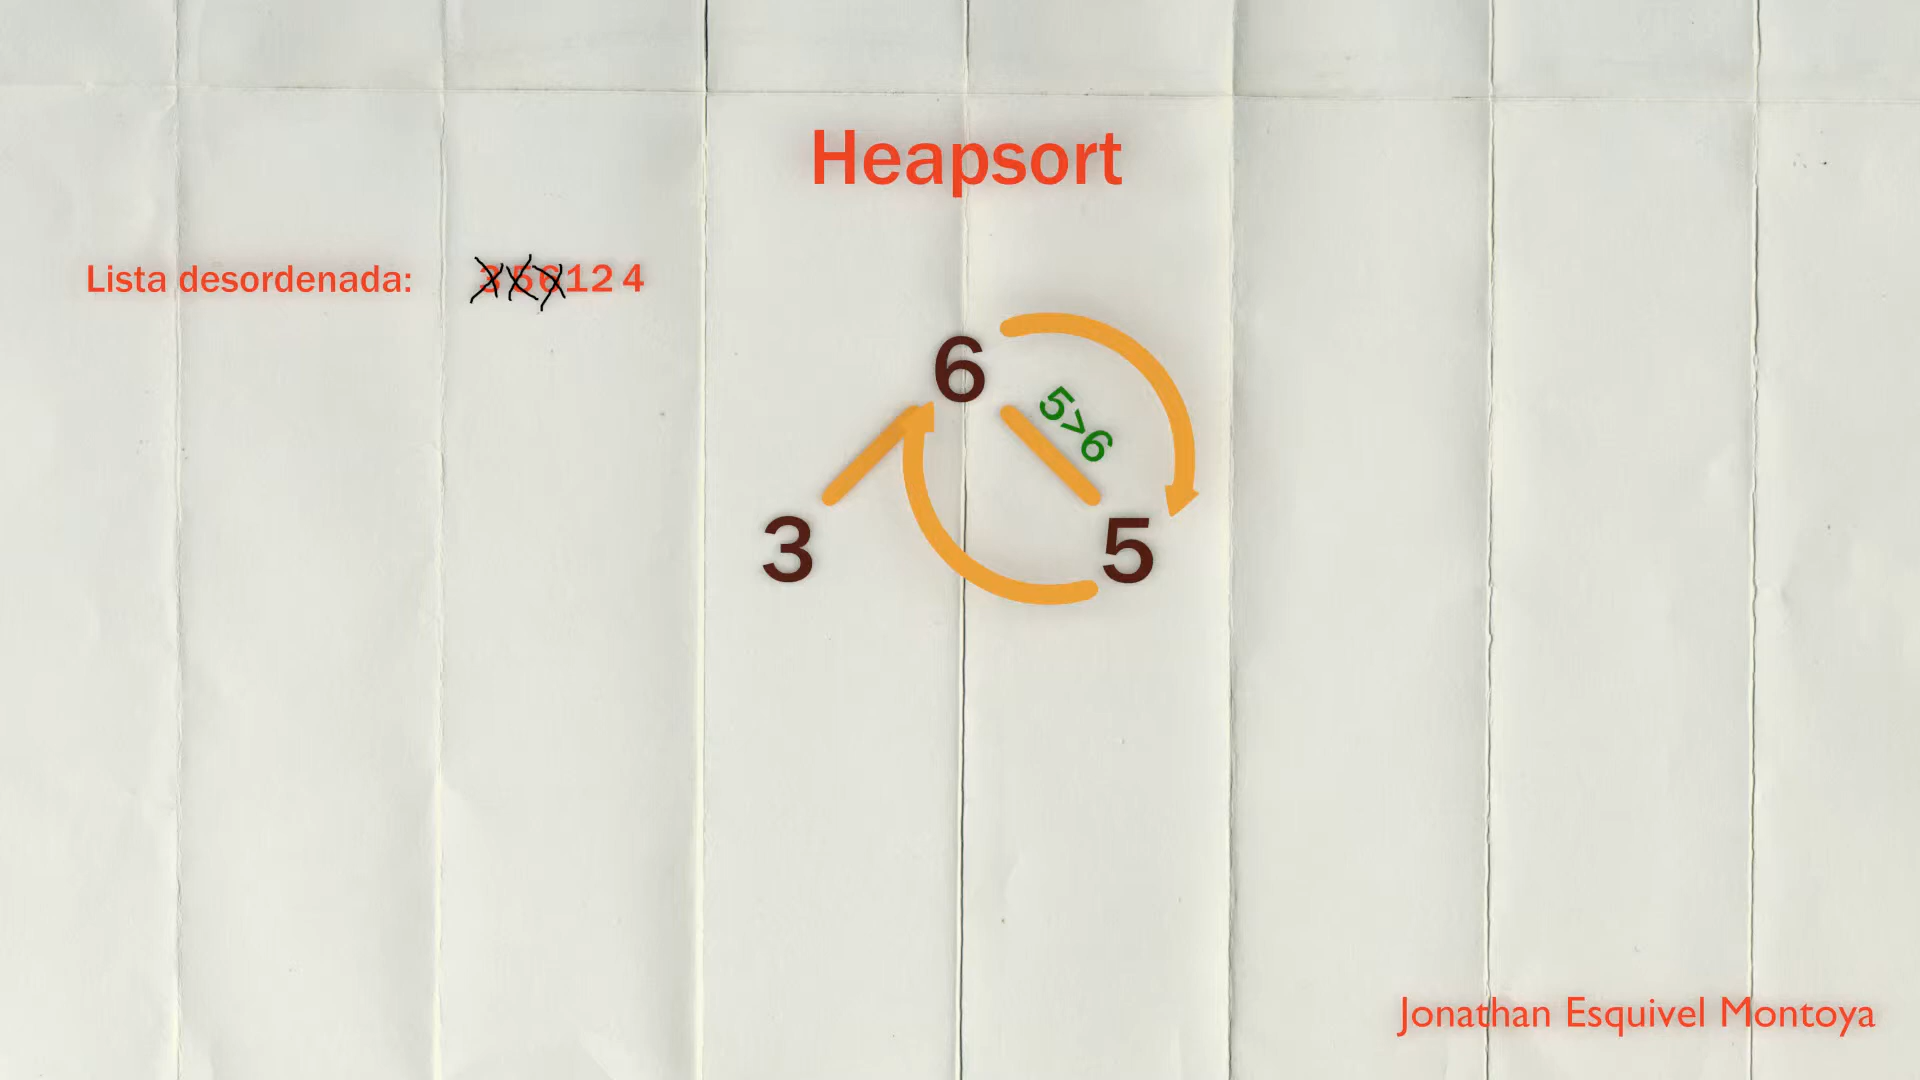 Heapsort
Lista desordenada: 3 5 6 1 2 4
6
5>6
3 5
Jonathan Esquivel Montoya